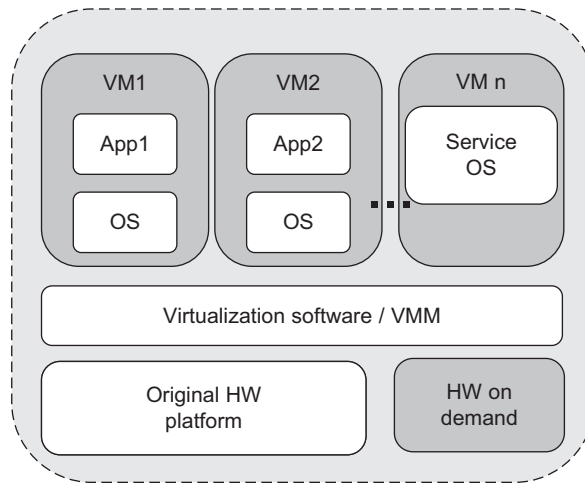 VM1
VM2
VM n
App1
App2
Service
OS
OS
OS
Virtualization software / VMM
Original HW
platform
HW on
demand